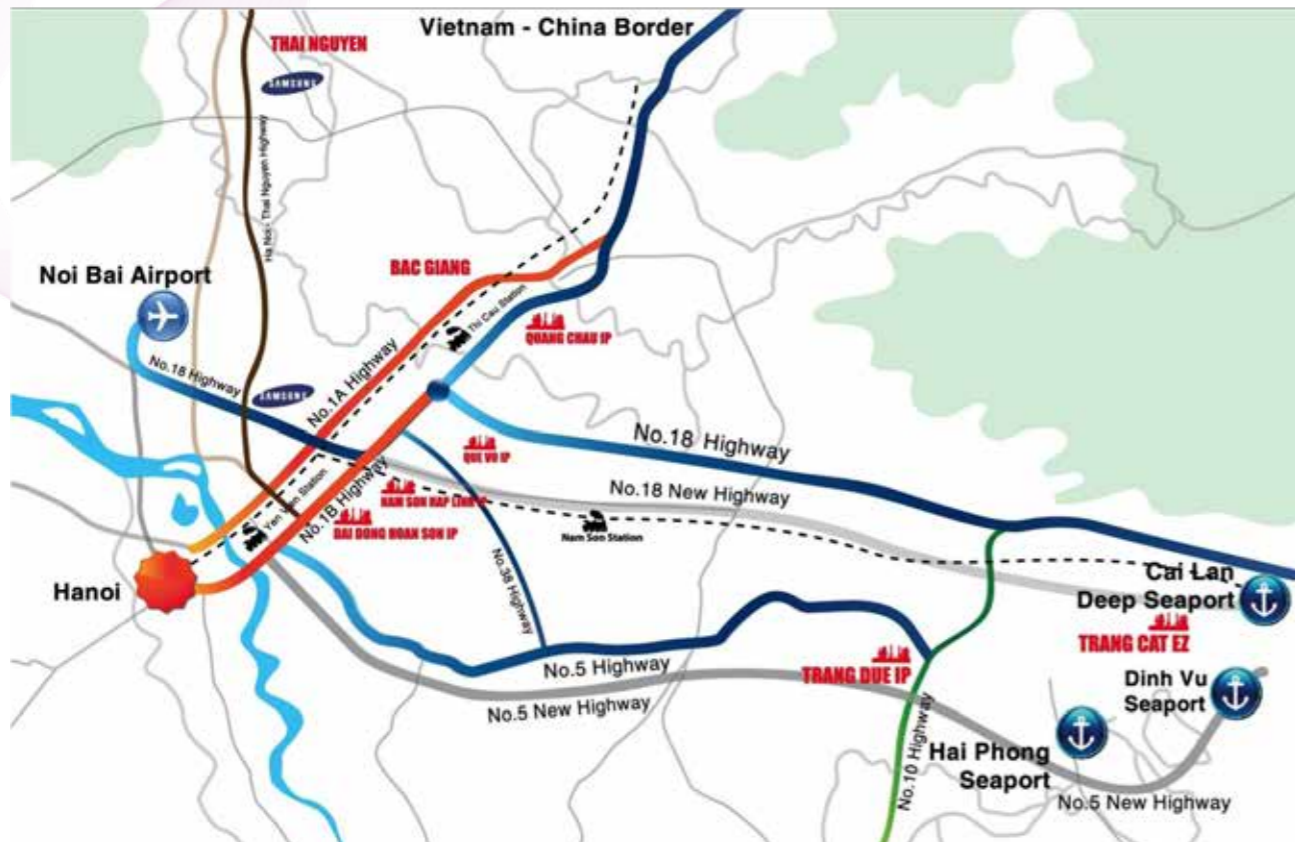 Vietnam - China Border
THAI NGUYEN
SAMSUNG
Ha Noi - Thai Nguyen Highway
Noi Bai Airport
BAC GIANG
Thi Cau Station
QUANG CHAU IP
No.18 Highway
SAMSUNG
No.1A Highway
No.18 Highway
QUE VO IP
No.18 New Highway
Station
No.1B Highway
NAM SON HAP LINH
DAI DONG HOAN SON IP
Nam Son Station
No.38 Highway
Hanoi
Cai Lan
Deep Seaport
TRANG CAT EZ
No.5 Highway
TRANG DUE IP
Dinh Vu
Seaport
No.5 New Highway
No.10 Highway
Hai Phong
Seaport
No.5 New Highway